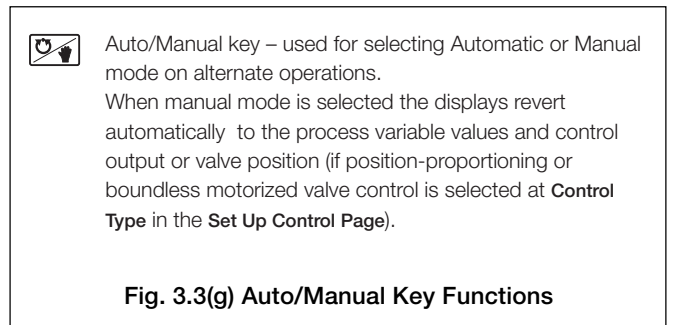 Auto/Manual key – used for selecting Automatic or Manual
mode on alternate operations.
When manual mode is selected the displays revert
automatically  to the process variable values and control
output or valve position (if position-proportioning or
boundless motorized valve control is selected at Control
Type in the Set Up Control Page).
Fig. 3.3(g) Auto/Manual Key Functions